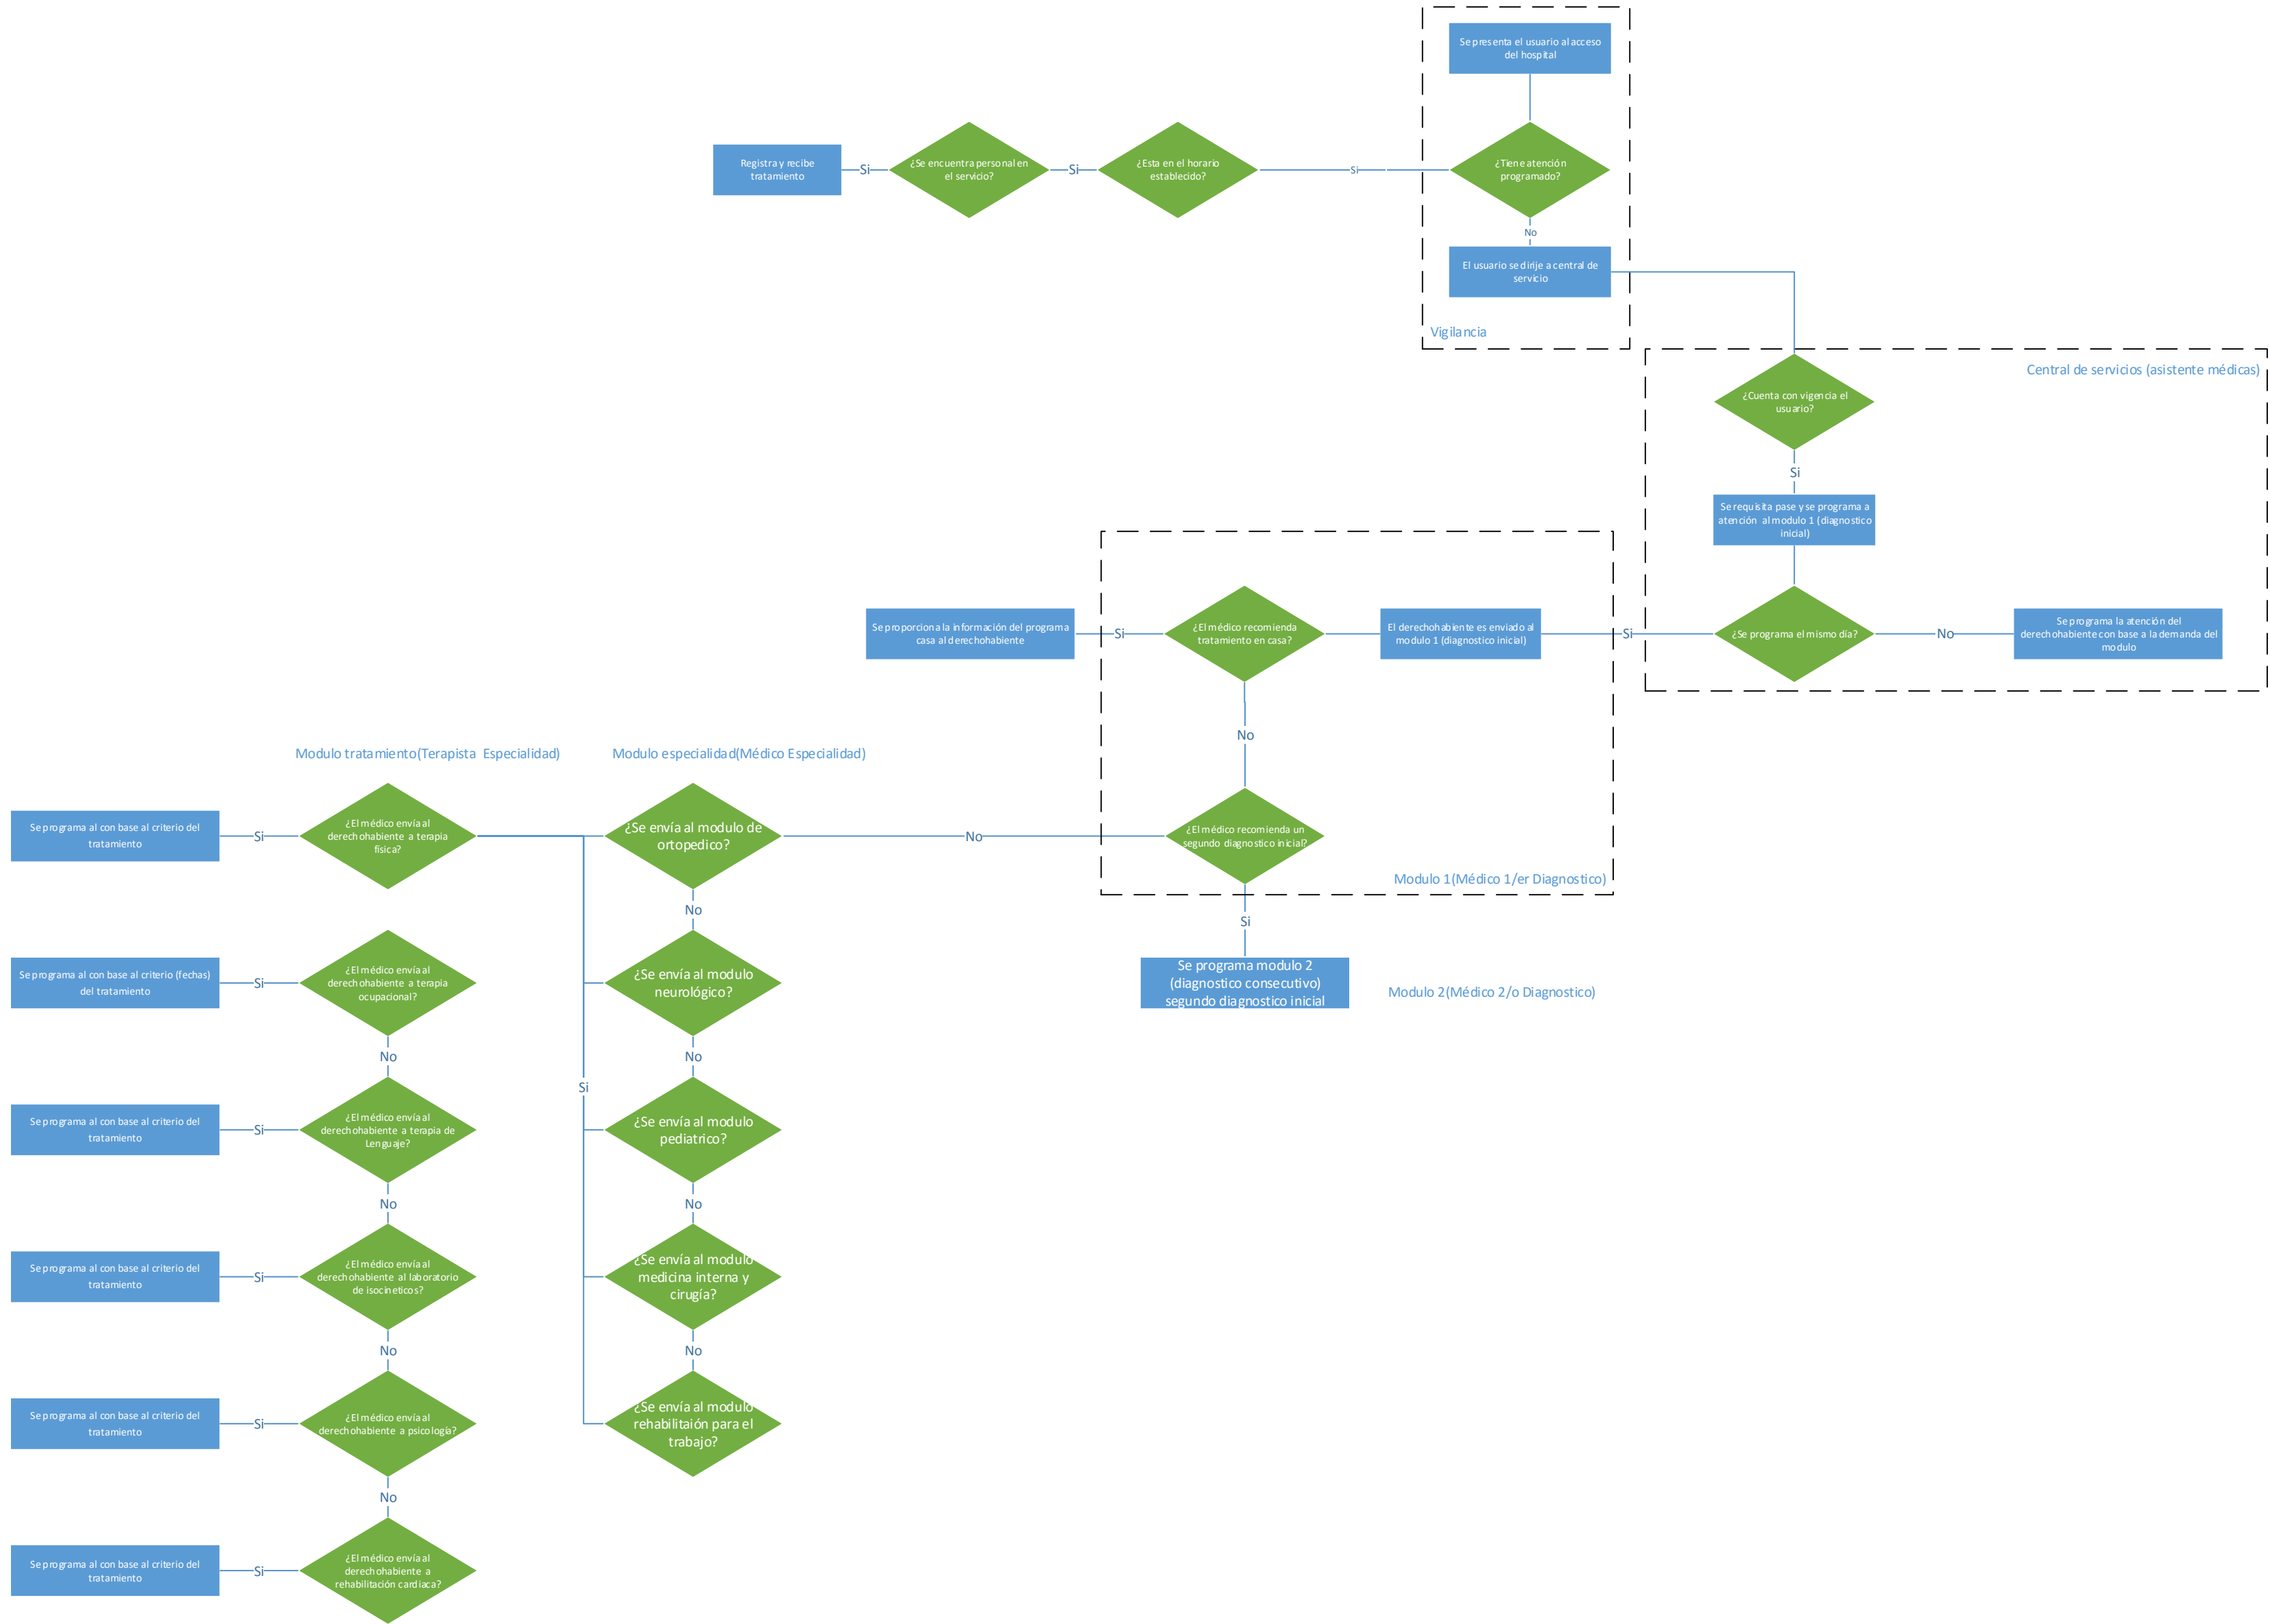 Se presenta el usuario al acceso
del hospital
Registra y recibe
tratamiento
Si
¿Se encuentra personal en
el servicio?
Si
¿Esta en el horario
establecido?
Si
¿Tiene atención
programado?
No
El usuario se dirije a central de
servicio
Vigilancia
Central de servicios (asistente médicas)
¿Cuenta con vigencia el
usuario?
Si
Se requisita pase y se programa a
atención al modulo 1 (diagnostico
inicial)
Se proporciona la información del programa
casa al derechohabiente
Si
¿El médico recomienda
tratamiento en casa?
El derechohabiente es enviado al
modulo 1 (diagnostico inicial)
Si
¿Se programa el mismo día?
No
Se programa la atención del
derechohabiente con base a la demanda del
modulo
No
Modulo tratamiento(Terapista Especialidad)
Modulo especialidad(Médico Especialidad)
Se programa al con base al criterio del
tratamiento
Si
¿El médico envía al
derechohabiente a terapia
física?
¿Se envía al modulo de
ortopedico?
No
¿El médico recomienda un
segundo diagnostico inicial?
Modulo 1(Médico 1/er Diagnostico)
No
Si
Se programa al con base al criterio (fechas)
del tratamiento
Si
¿El médico envía al
derechohabiente a terapia
ocupacional?
¿Se envía al modulo
neurológico?
Se programa modulo 2
(diagnostico consecutivo)
segundo diagnostico inicial
Modulo 2(Médico 2/o Diagnostico)
No
No
Si
Se programa al con base al criterio del
tratamiento
Si
¿El médico envía al
derechohabiente a terapia de
Lenguaje?
¿Se envía al modulo
pediatrico?
No
No
Se programa al con base al criterio del
tratamiento
Si
¿El médico envía al
derechohabiente al laboratorio
de isocineticos?
¿Se envía al modulo
medicina interna y
cirugía?
No
No
Se programa al con base al criterio del
tratamiento
Si
¿El médico envía al
derechohabiente a psicología?
¿Se envía al modulo
rehabilitaión para el
trabajo?
No
Se programa al con base al criterio del
tratamiento
Si
¿El médico envía al
derechohabiente a
rehabilitación cardiaca?